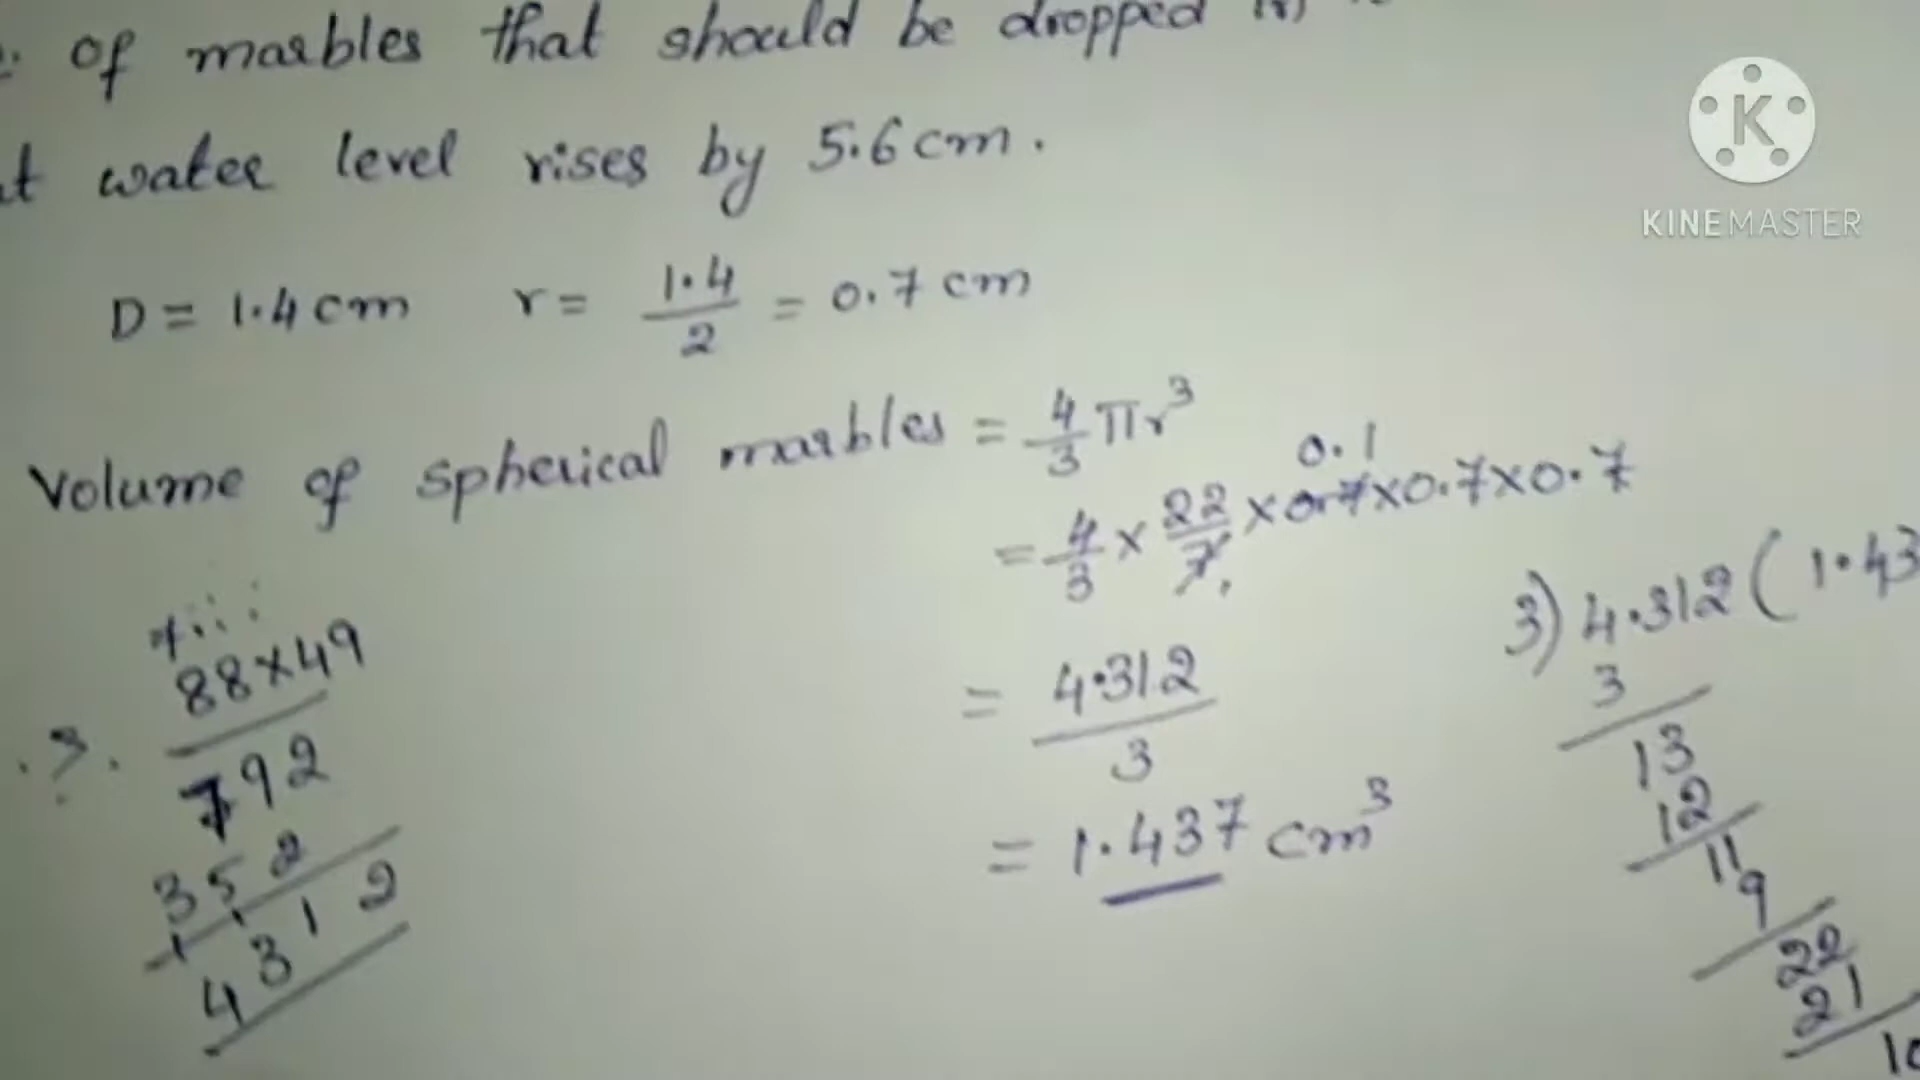 of marbles that should be dropped
water level rises by 5.6 cm.
D = 1.4 cm r = 1.4/2 = 0.7 cm
Volume of spherical marbles = 4/3 πr³
0.1
= 4/3 × 22/7 × 0.7 × 0.7 × 0.7
= 4.312/3
= 1.437 cm³
88×49
792
352
4312
3) 4.312 ( 1.43
3
13
12
11
9
22
21
KINEMASTER